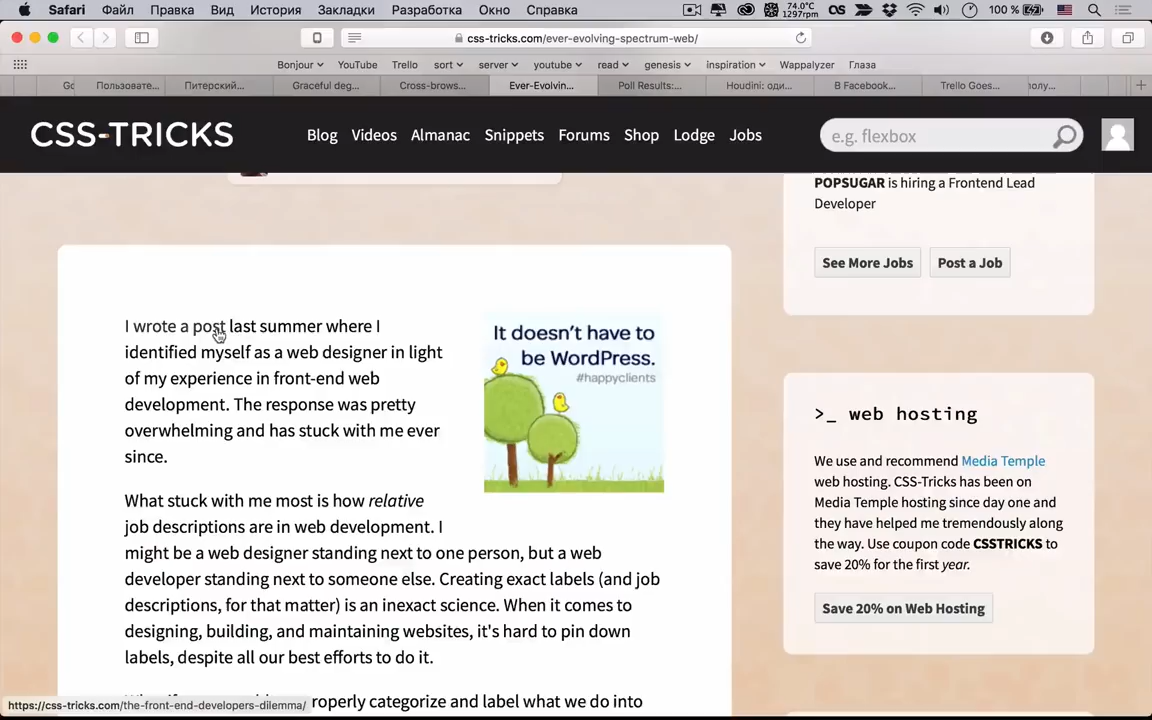 Safari Файл Правка Вид История Закладки Разработка Окно Справка 74.0°C 1297rpm 100 %
css-tricks.com/ever-evolving-spectrum-web/
Bonjour YouTube Trello sort server youtube read genesis inspiration Wappalyzer Глаза
Пользовате... Питерский... Graceful deg... Cross-brows... Ever-Evolvin... Poll Results:... Houdini: оди... В Facebook... Trello Goes...
CSS-TRICKS Blog Videos Almanac Snippets Forums Shop Lodge Jobs e.g. flexbox
POPSUGAR is hiring a Frontend Lead
Developer
See More Jobs Post a Job
I wrote a post last summer where I
identified myself as a web designer in light
of my experience in front-end web
development. The response was pretty
overwhelming and has stuck with me ever
since.
It doesn't have to
be WordPress.
#happyclients
What stuck with me most is how relative
job descriptions are in web development. I
might be a web designer standing next to one person, but a web
developer standing next to someone else. Creating exact labels (and job
descriptions, for that matter) is an inexact science. When it comes to
designing, building, and maintaining websites, it's hard to pin down
labels, despite all our best efforts to do it.
properly categorize and label what we do into
>_ web hosting
We use and recommend Media Temple
web hosting. CSS-Tricks has been on
Media Temple hosting since day one and
they have helped me tremendously along
the way. Use coupon code CSSTRICKS to
save 20% for the first year.
Save 20% on Web Hosting
https://css-tricks.com/the-front-end-developers-dilemma/